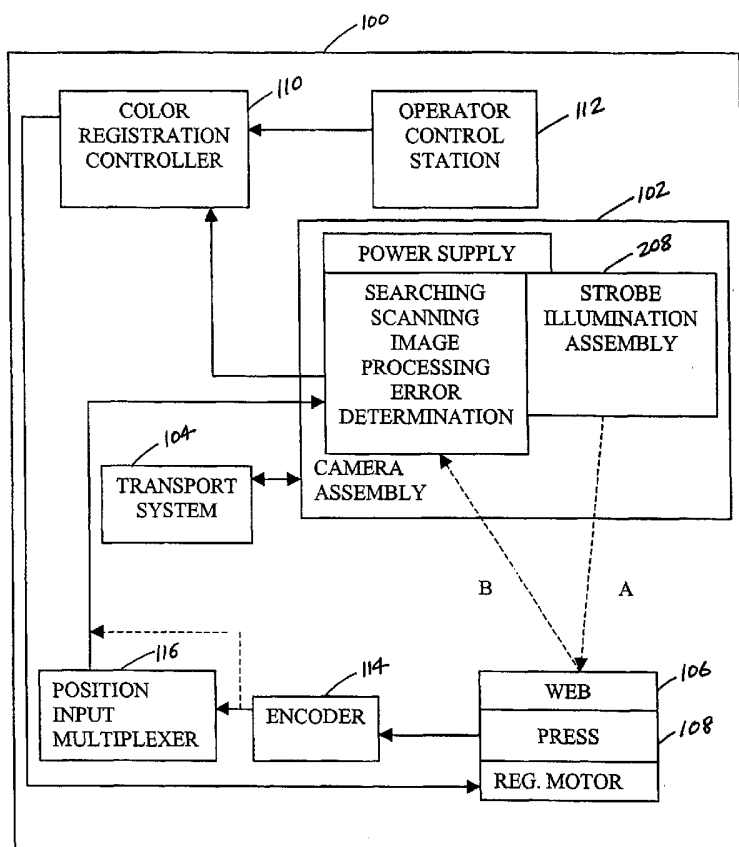 100
COLOR
REGISTRATION
CONTROLLER
110
OPERATOR
CONTROL
STATION
112
102
POWER SUPPLY
208
SEARCHING
SCANNING
IMAGE
PROCESSING
ERROR
DETERMINATION
STROBE
ILLUMINATION
ASSEMBLY
CAMERA
ASSEMBLY
104
TRANSPORT
SYSTEM
B
A
116
POSITION
INPUT
MULTIPLEXER
114
ENCODER
WEB
106
PRESS
108
REG. MOTOR